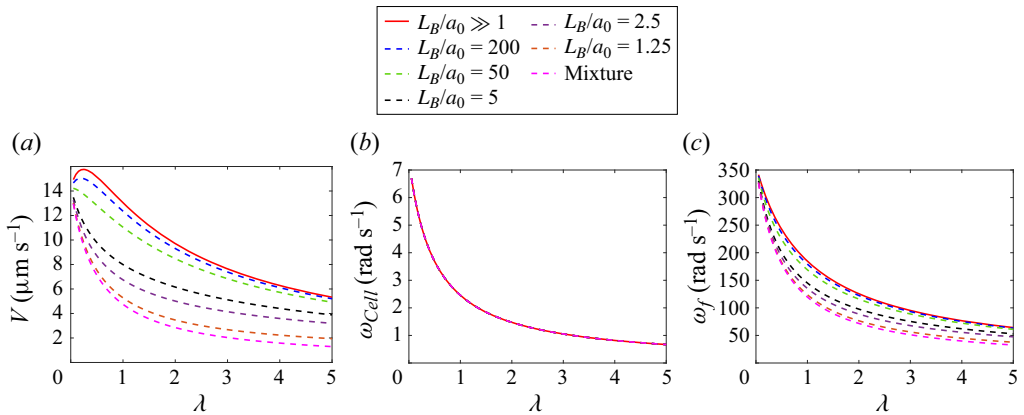 L_B/a_0 ≫ 1
L_B/a_0 = 200
L_B/a_0 = 50
L_B/a_0 = 5
L_B/a_0 = 2.5
L_B/a_0 = 1.25
Mixture
(a)
14
12
10
8
6
4
2
0 1 2 3 4 5
V (μm s⁻¹)
λ
(b)
7
6
5
4
3
2
1
0 1 2 3 4 5
ω_Cell (rad s⁻¹)
λ
(c)
350
300
250
200
150
100
50
0 1 2 3 4 5
ω_f (rad s⁻¹)
λ